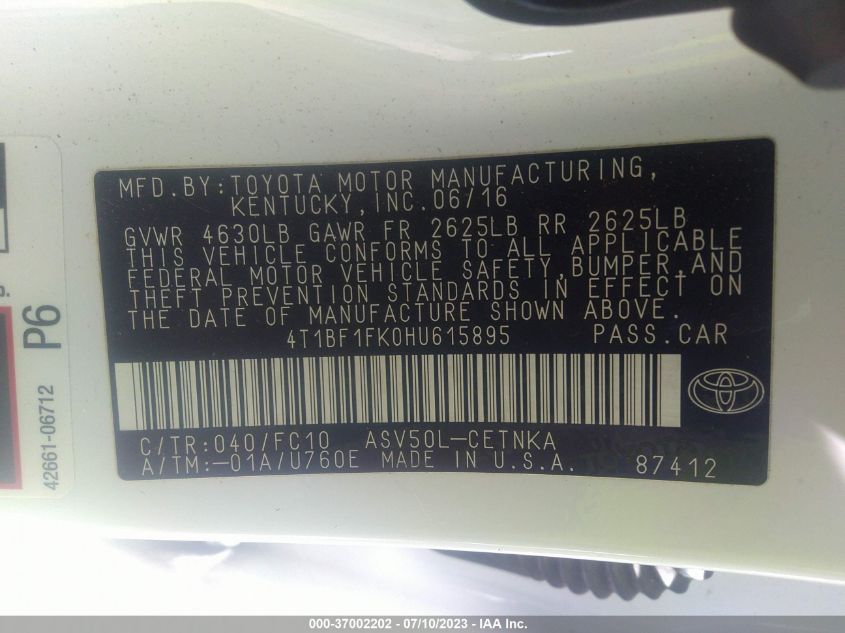 MFD.BY:TOYOTA MOTOR MANUFACTURING,
KENTUCKY,INC.06/16
GVWR 4630LB GAWR FR 2625LB RR 2625LB
THIS VEHICLE CONFORMS TO ALL APPLICABLE
FEDERAL MOTOR VEHICLE SAFETY,BUMPER,AND
THEFT PREVENTION STANDARDS IN EFFECT ON
THE DATE OF MANUFACTURE SHOWN ABOVE.
4T1BF1FK0HU615895 PASS.CAR
C/TR:040/FC10 ASV50L-CETNKA
A/TM:-01A/U760E MADE IN U.S.A. 87412
P6
42661-06712
000-37002202 - 07/10/2023 - IAA Inc.